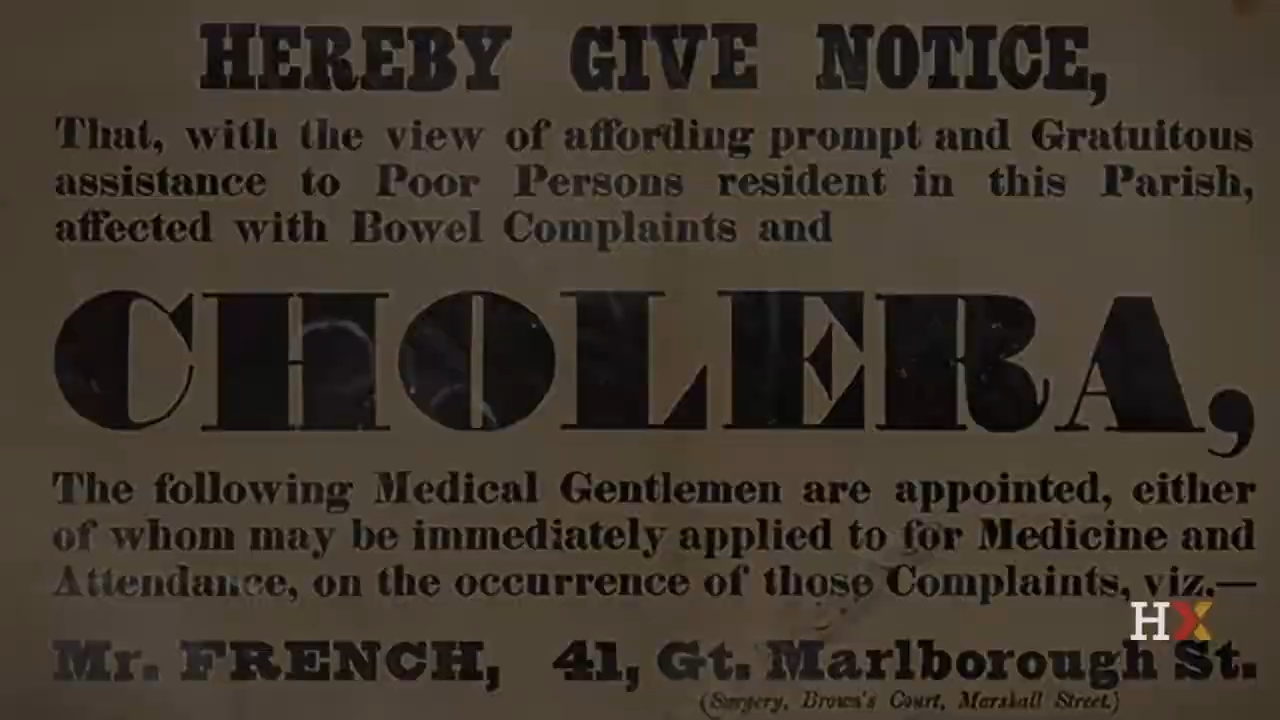 HEREBY GIVE NOTICE,
That, with the view of affording prompt and Gratuitous
assistance to Poor Persons resident in this Parish,
affected with Bowel Complaints and
CHOLERA,
The following Medical Gentlemen are appointed, either
of whom may be immediately applied to for Medicine and
Attendance, on the occurrence of those Complaints, viz.—
HX
Mr. FRENCH, 41, Gt. Marlborough St.
(Surgery, Brown's Court, Marshall Street.)